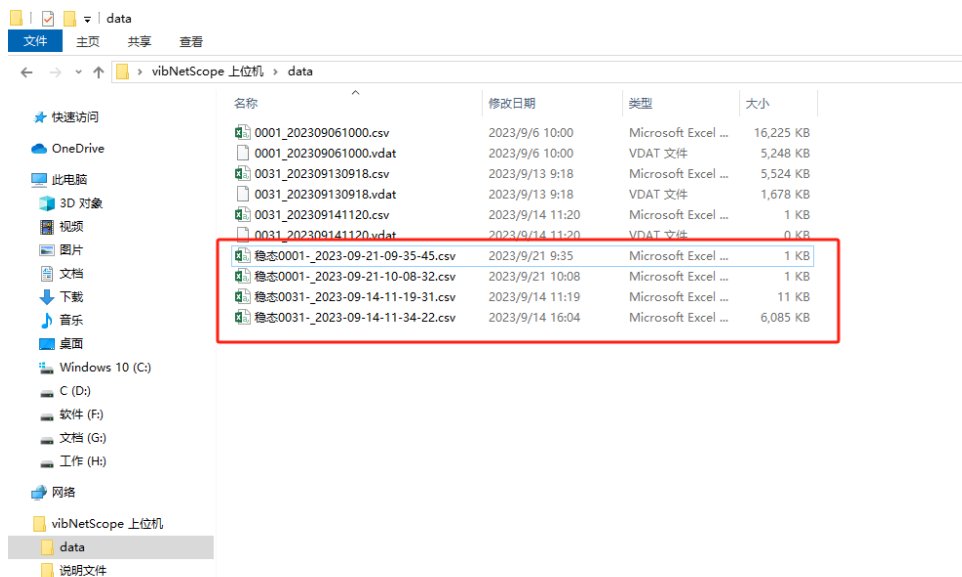 data
文件 主页 共享 查看
vibNetScope 上位机 › data
快速访问
OneDrive
此电脑
3D 对象
视频
图片
文档
下载
音乐
桌面
Windows 10 (C:)
C (D:)
软件 (F:)
文档 (G:)
工作 (H:)
网络
vibNetScope 上位机
data
说明文件
名称 修改日期 类型 大小
0001_202309061000.csv 2023/9/6 10:00 Microsoft Excel ... 16,225 KB
0001_202309061000.vdat 2023/9/6 10:00 VDAT 文件 5,248 KB
0031_202309130918.csv 2023/9/13 9:18 Microsoft Excel ... 5,524 KB
0031_202309130918.vdat 2023/9/13 9:18 VDAT 文件 1,678 KB
0031_202309141120.csv 2023/9/14 11:20 Microsoft Excel ... 1 KB
0031_202309141120.vdat 2023/9/14 11:20 VDAT 文件 0 KB
稳态0001-_2023-09-21-09-35-45.csv 2023/9/21 9:35 Microsoft Excel ... 1 KB
稳态0001-_2023-09-21-10-08-32.csv 2023/9/21 10:08 Microsoft Excel ... 1 KB
稳态0031-_2023-09-14-11-19-31.csv 2023/9/14 11:19 Microsoft Excel ... 11 KB
稳态0031-_2023-09-14-11-34-22.csv 2023/9/14 16:04 Microsoft Excel ... 6,085 KB